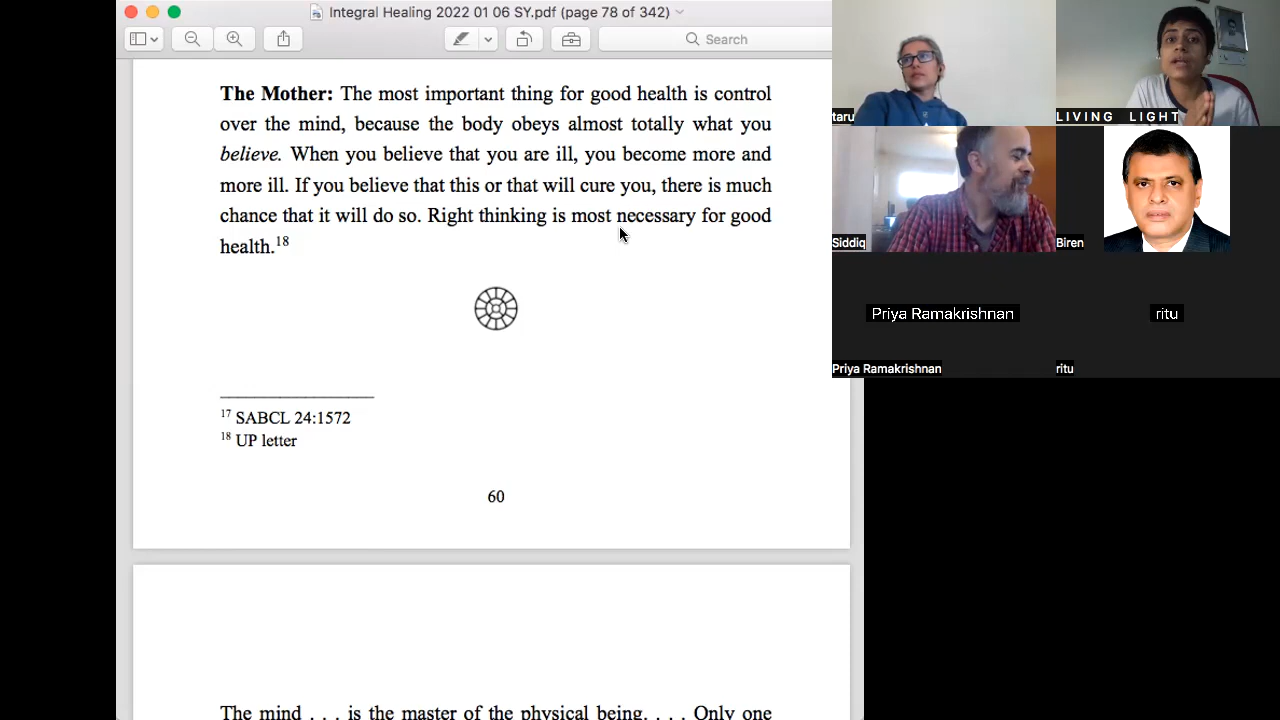 Integral Healing 2022 01 06 SY.pdf (page 78 of 342)
Search
The Mother: The most important thing for good health is control
over the mind, because the body obeys almost totally what you
believe. When you believe that you are ill, you become more and
more ill. If you believe that this or that will cure you, there is much
chance that it will do so. Right thinking is most necessary for good
health.18
17 SABCL 24:1572
18 UP letter
60
The mind . . . is the master of the physical being. . . . Only one
taru
LIVING LIGHT
Siddiq
Biren
Priya Ramakrishnan
ritu
Priya Ramakrishnan
ritu